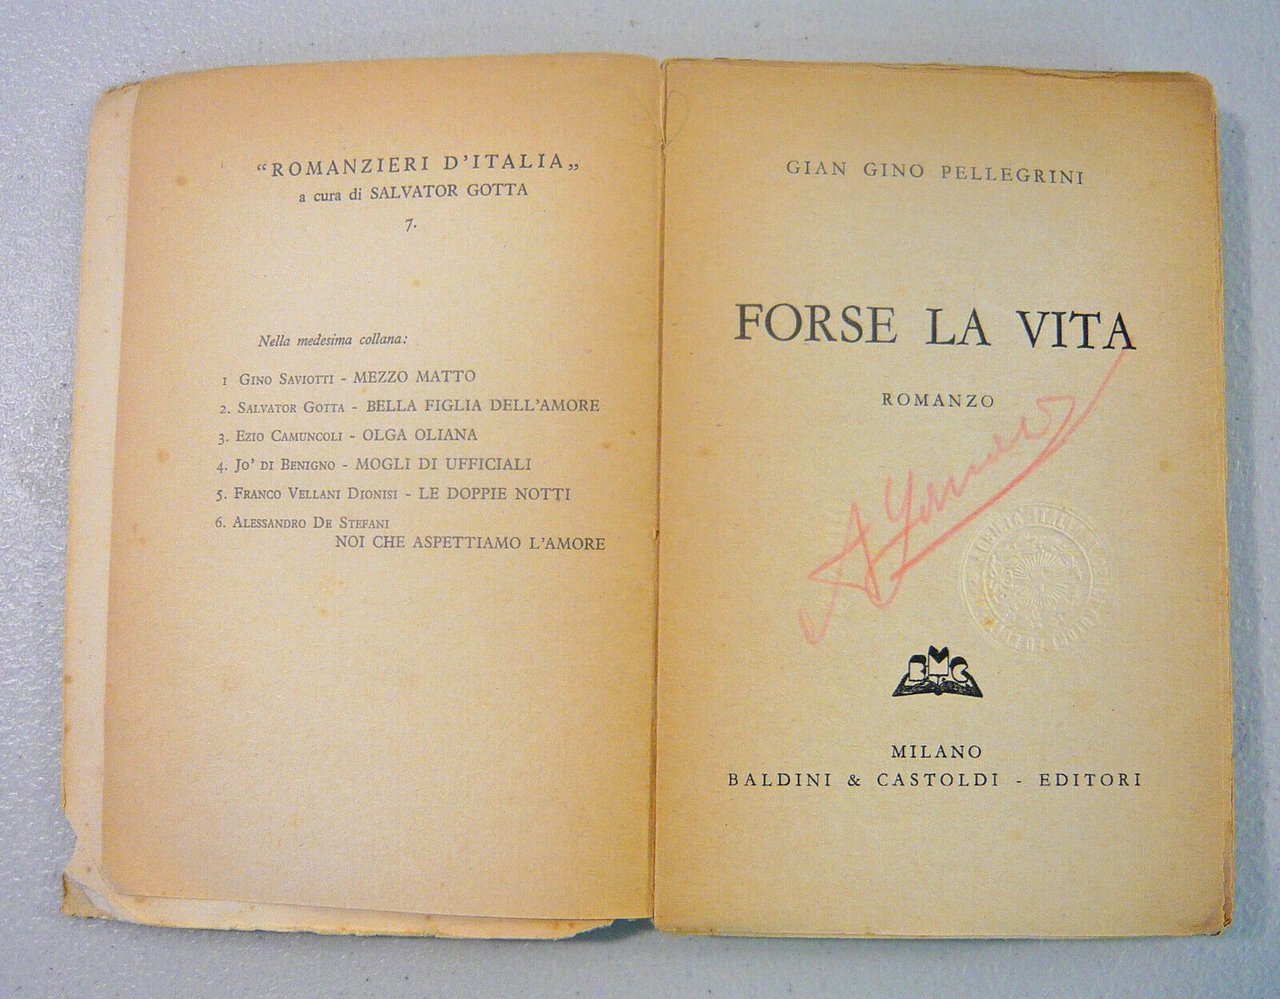 “ROMANZIERI D'ITALIA„
a cura di SALVATOR GOTTA
7.
Nella medesima collana:
1 Gino Saviotti - MEZZO MATTO
2. Salvator Gotta - BELLA FIGLIA DELL'AMORE
3. Ezio Camuncoli - OLGA OLIANA
4. Jo' di Benigno - MOGLI DI UFFICIALI
5. Franco Vellani Dionisi - LE DOPPIE NOTTI
6. Alessandro De Stefani
NOI CHE ASPETTIAMO L'AMORE
GIAN GINO PELLEGRINI
FORSE LA VITA
ROMANZO
BMC
MILANO
BALDINI & CASTOLDI - EDITORI